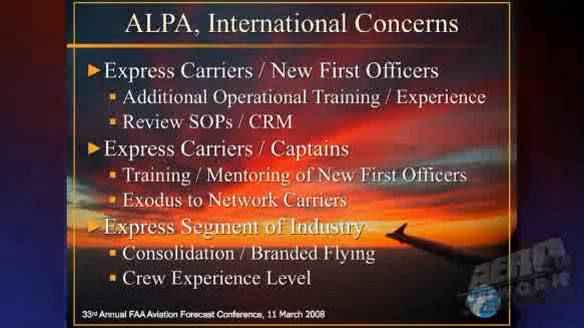 ALPA, International Concerns
Express Carriers / New First Officers
Additional Operational Training / Experience
Review SOPs / CRM
Express Carriers / Captains
Training / Mentoring of New First Officers
Exodus to Network Carriers
Express Segment of Industry
Consolidation / Branded Flying
Crew Experience Level
33rd Annual FAA Aviation Forecast Conference, 11 March 2008
AERO
NETWORK